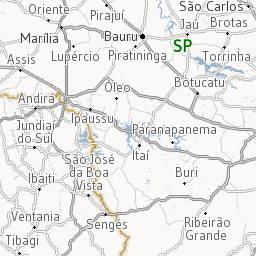 São Carlos
Pirajuí
Jaú
Brotas
Marília
Bauru
SP
Lupércio
Piratininga
Torrinha
Assis
Botucatu
Óleo
Andirá
Ipaussu
Jundiaí
do Sul
Paranapanema
Itaí
São José
da Boa
Vista
Ibaiti
Buri
Ventania
Ribeirão
Grande
Sengés
Tibagi